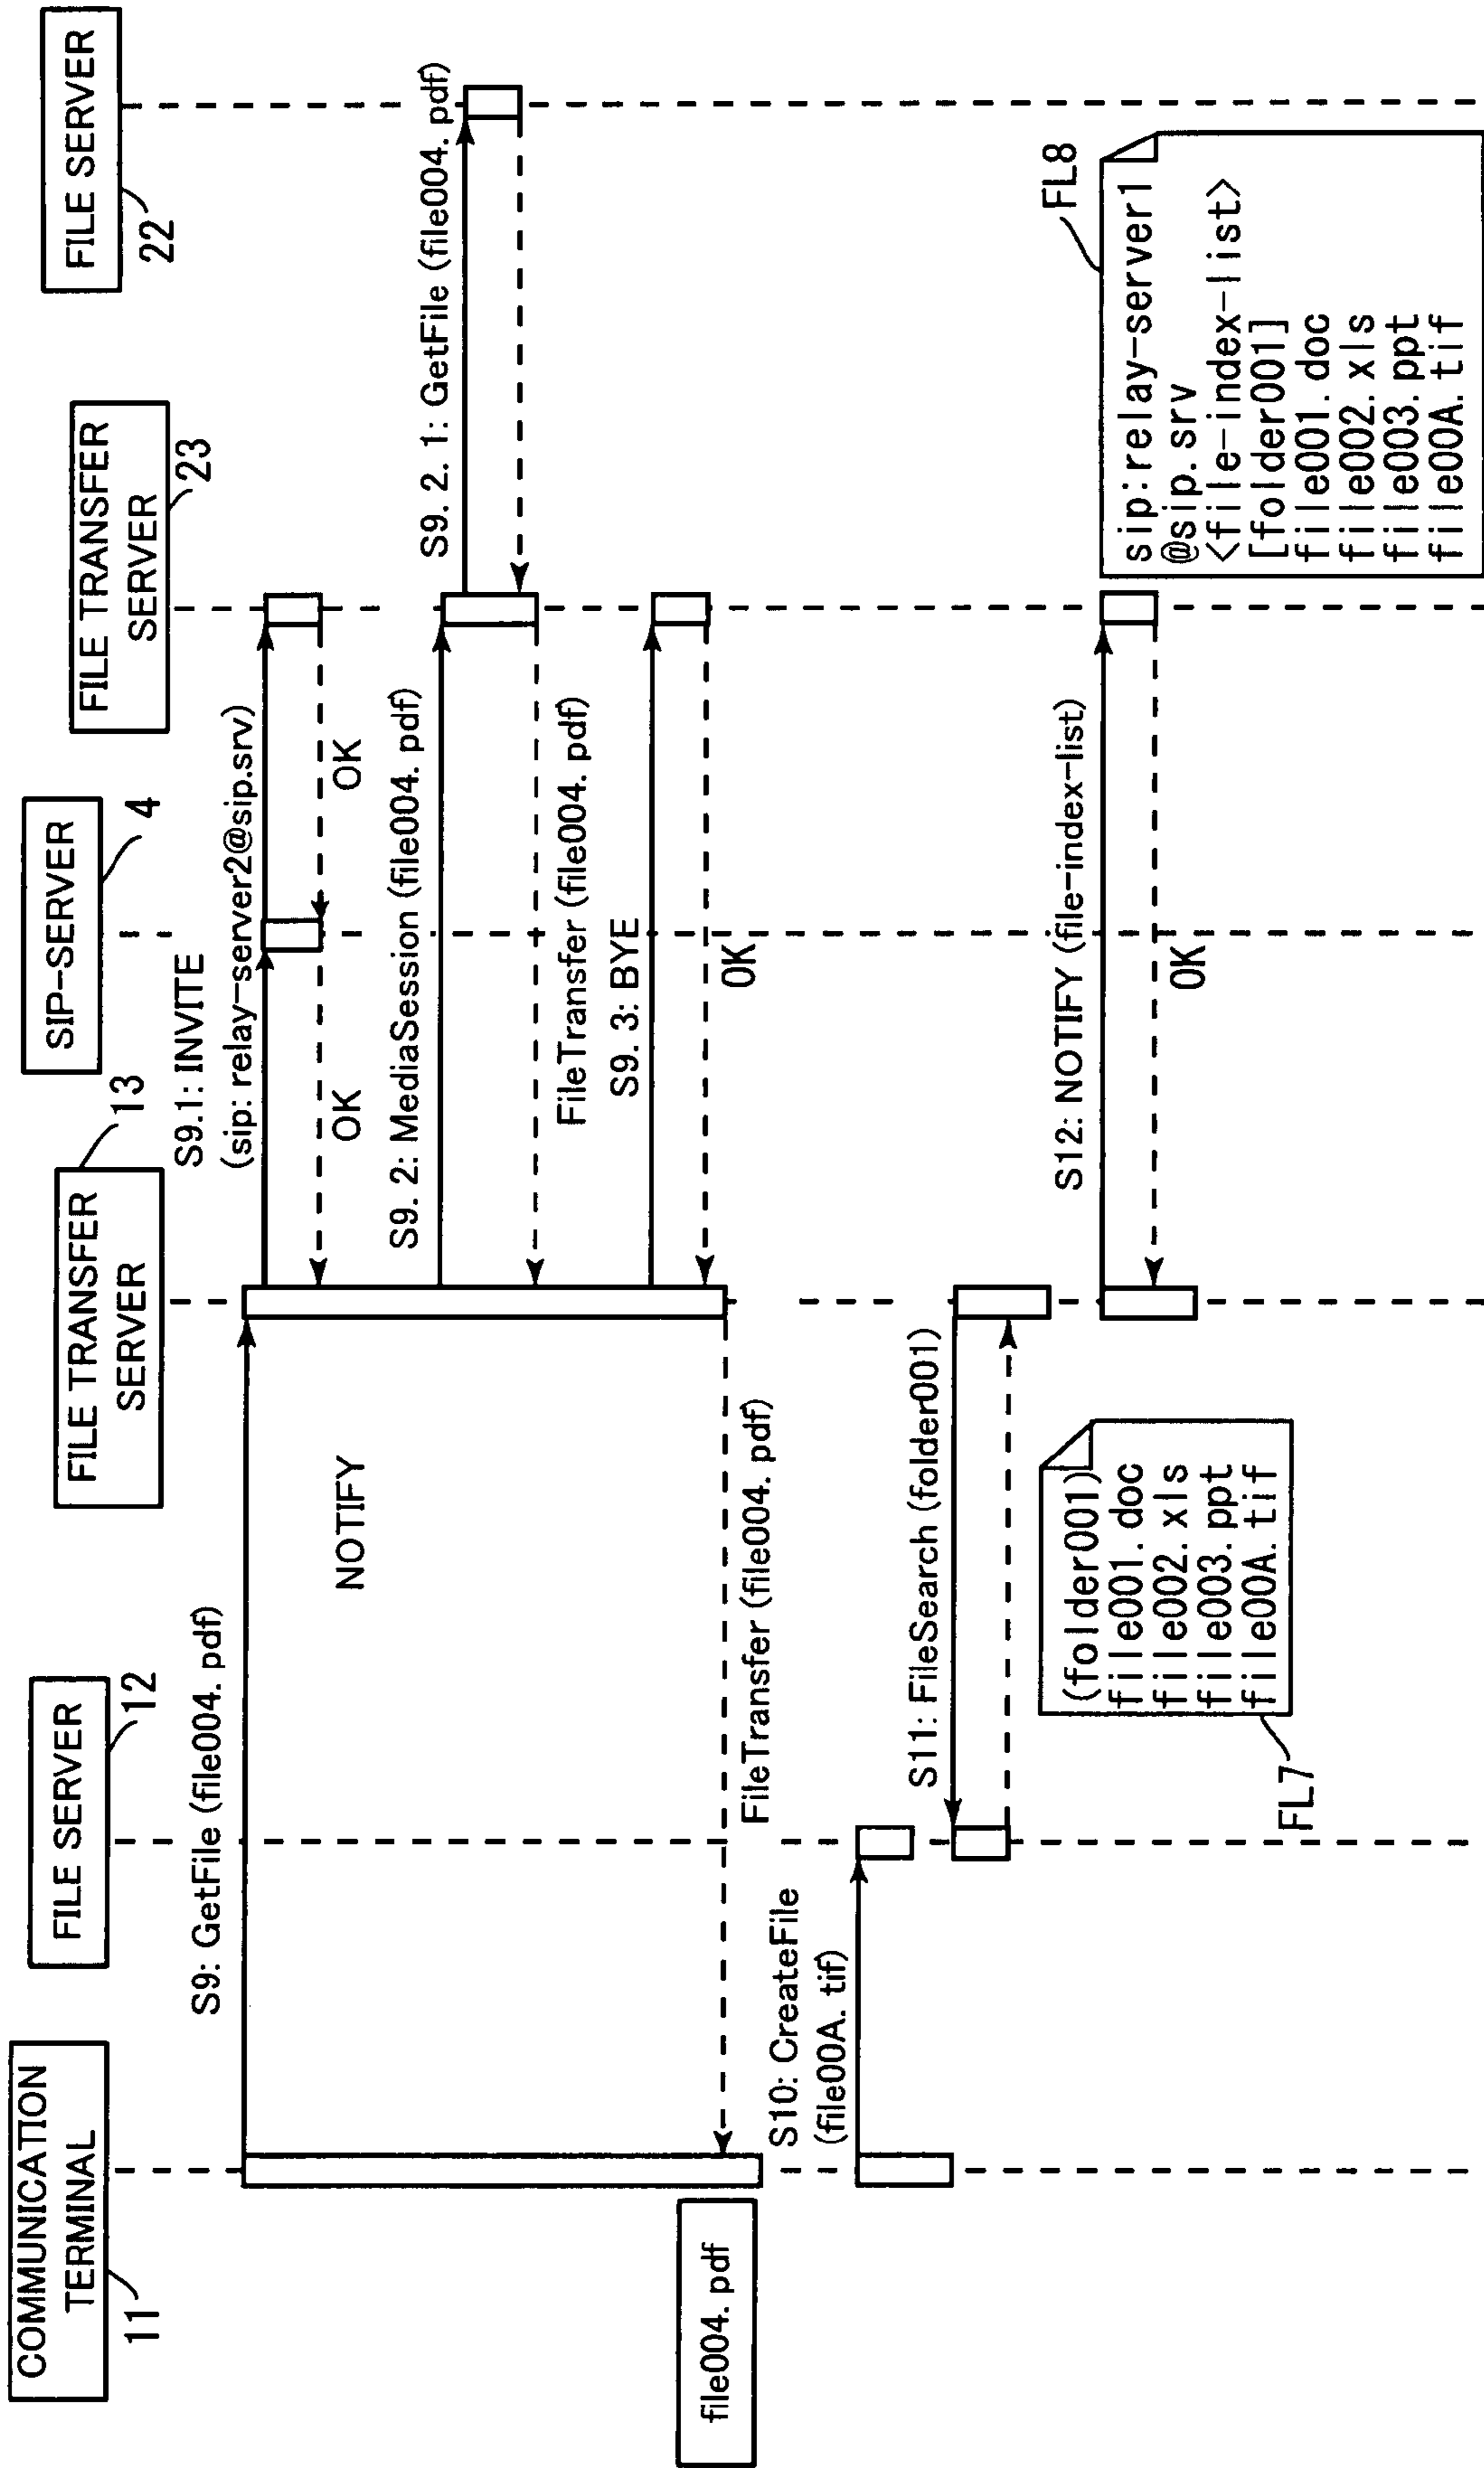 COMMUNICATION
TERMINAL
11
FILE SERVER
12
FILE TRANSFER
SERVER
13
SIP-SERVER
4
FILE TRANSFER
SERVER
23
FILE SERVER
22
S9: GetFile (file004. pdf)
NOTIFY
S9.1: INVITE
(sip: relay-server2@sip.srv)
OK
OK
S9. 2: MediaSession (file004. pdf)
S9. 2. 1: GetFile (file004. pdf)
FileTransfer (file004. pdf)
S9. 3: BYE
OK
FileTransfer (file004. pdf)
file004. pdf
S10: CreateFile
(file00A. tif)
S11: FileSearch (folder001)
(folder001)
file001. doc
file002. xls
file003. ppt
file00A. tif
FL7
S12: NOTIFY (file-index-list)
OK
FL8
sip:relay-server1
@sip.srv
<file-index-list>
[folder001]
file001. doc
file002. xls
file003. ppt
file00A. tif